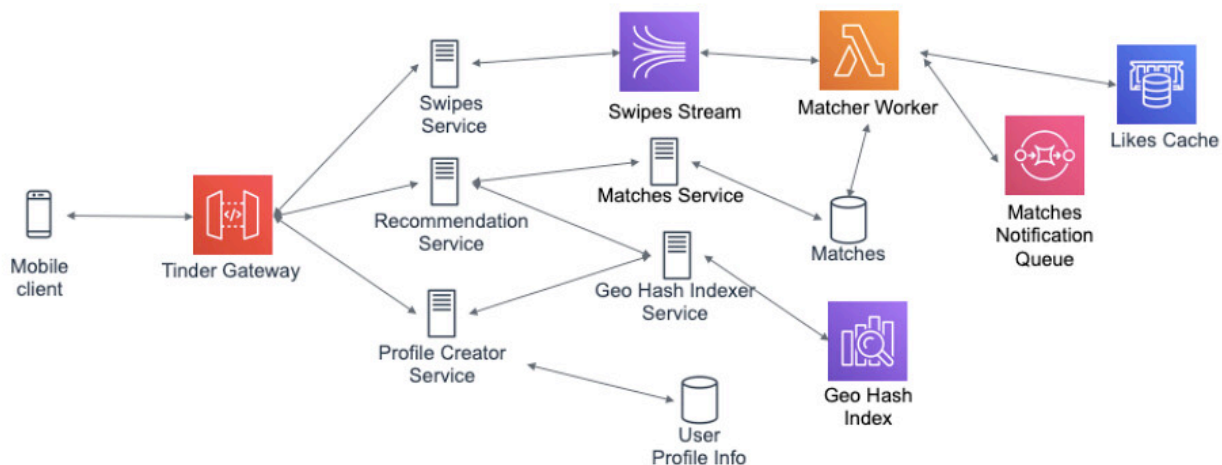 Swipes
Service
Swipes Stream
Matcher Worker
Likes Cache
Mobile
client
Tinder Gateway
Recommendation
Service
Matches Service
Matches
Matches
Notification
Queue
Profile Creator
Service
Geo Hash Indexer
Service
Geo Hash
Index
User
Profile Info